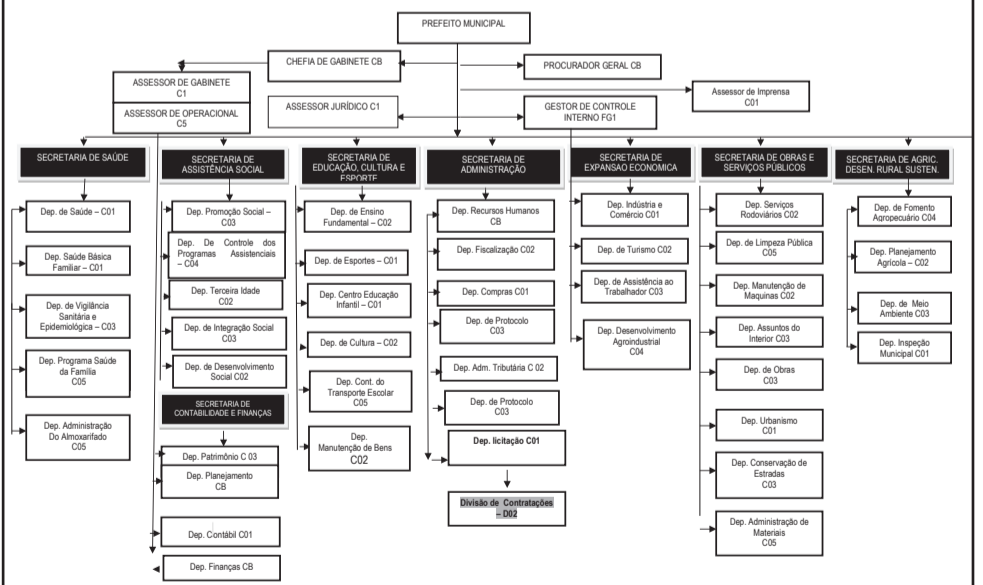 PREFEITO MUNICIPAL
CHEFIA DE GABINETE CB
PROCURADOR GERAL CB
ASSESSOR DE GABINETE
C1
ASSESSOR DE OPERACIONAL
C5
ASSESSOR JURÍDICO C1
GESTOR DE CONTROLE
INTERNO FG1
Assessor de Imprensa
C01
SECRETARIA DE SAÚDE
Dep. de Saúde – C01
Dep. Saúde Básica
Familiar – C01
Dep. de Vigilância
Sanitária e
Epidemiológica – C03
Dep. Programa Saúde
da Família
C05
Dep. Administração
Do Almoxarifado
C05
SECRETARIA DE
ASSISTÊNCIA SOCIAL
Dep. Promoção Social –
C03
Dep. De Controle dos
Programas Assistenciais
– C04
Dep. Terceira Idade
C02
Dep. de Integração Social
C03
Dep. de Desenvolvimento
Social C02
SECRETARIA DE
CONTABILIDADE E FINANÇAS
Dep. Patrimônio C 03
Dep. Planejamento
CB
Dep. Contábil C01
Dep. Finanças CB
SECRETARIA DE
EDUCAÇÃO, CULTURA E
ESPORTE
Dep. de Ensino
Fundamental – C02
Dep. de Esportes – C01
Dep. Centro Educação
Infantil – C01
Dep. de Cultura – C02
Dep. Cont. do
Transporte Escolar
C05
Dep.
Manutenção de Bens
C02
SECRETARIA DE
ADMINISTRAÇÃO
Dep. Recursos Humanos
CB
Dep. Fiscalização C02
Dep. Compras C01
Dep. de Protocolo
C03
Dep. Adm. Tributária C 02
Dep. de Protocolo
C03
Dep. licitação C01
Divisão de Contratações
– D02
SECRETARIA DE
EXPANSAO ECONOMICA
Dep. Indústria e
Comércio C01
Dep. de Turismo C02
Dep. de Assistência ao
Trabalhador C03
Dep. Desenvolvimento
Agroindustrial
C04
SECRETARIA DE OBRAS E
SERVIÇOS PÚBLICOS
Dep. Serviços
Rodoviários C02
Dep. de Limpeza Pública
C05
Dep. Manutenção de
Maquinas C02
Dep. Assuntos do
Interior C03
Dep. de Obras
C03
Dep. Urbanismo
C01
Dep. Conservação de
Estradas
C03
Dep. Administração de
Materiais
C05
SECRETARIA DE AGRIC.
DESEN. RURAL SUSTEN.
Dep. de Fomento
Agropecuário C04
Dep. Planejamento
Agrícola – C02
Dep. de Meio
Ambiente C03
Dep. Inspeção
Municipal C01